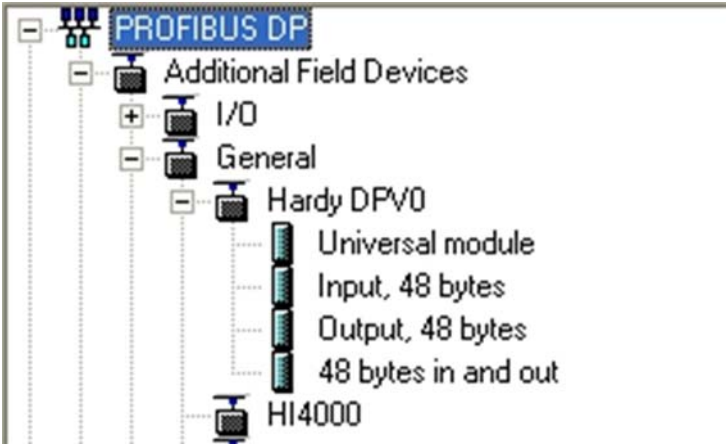 PROFIBUS DP
Additional Field Devices
I/O
General
Hardy DPV0
Universal module
Input, 48 bytes
Output, 48 bytes
48 bytes in and out
HI4000